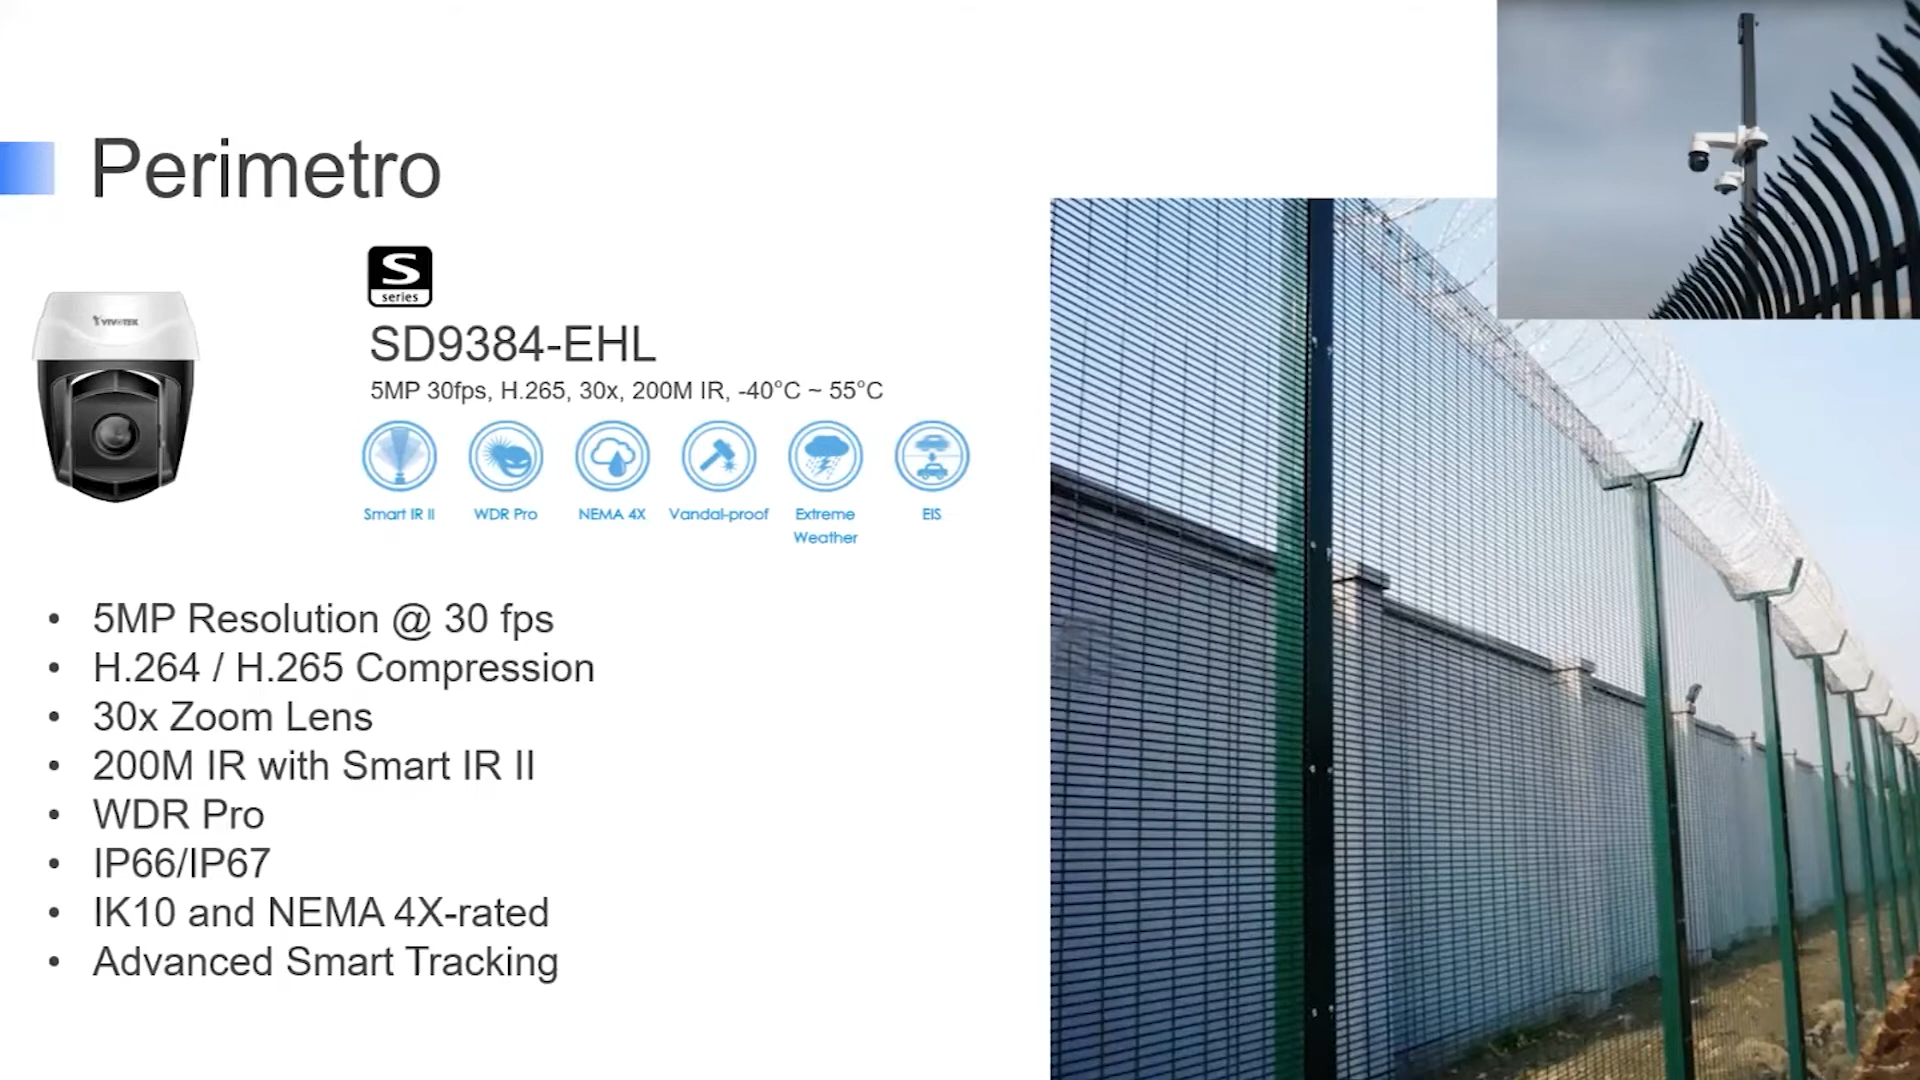 Perimetro
S
series
VIVOTEK
SD9384-EHL
5MP 30fps, H.265, 30x, 200M IR, -40°C ~ 55°C
Smart IR II
WDR Pro
NEMA 4X
Vandal-proof
Extreme
Weather
EIS
• 5MP Resolution @ 30 fps
• H.264 / H.265 Compression
• 30x Zoom Lens
• 200M IR with Smart IR II
• WDR Pro
• IP66/IP67
• IK10 and NEMA 4X-rated
• Advanced Smart Tracking